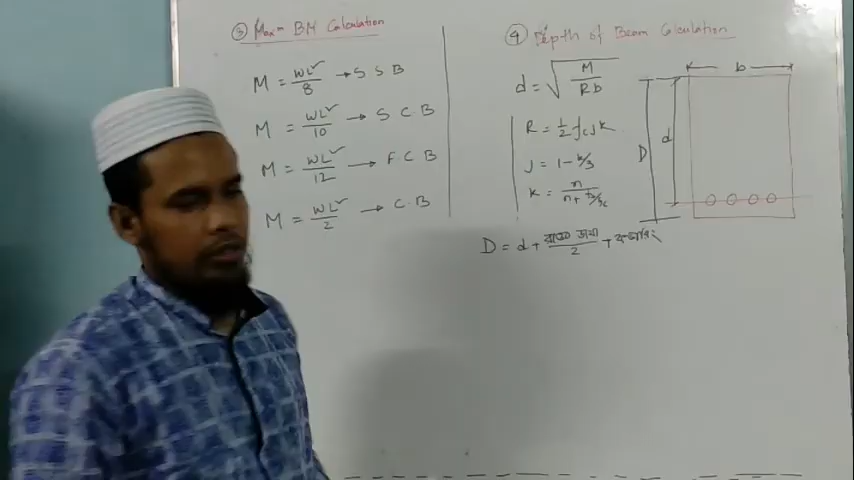 ③ Max= BM Calculation
M = WL²/8 → S S B
M = WL²/10 → S C B
M = WL²/12 → F C B
M = WL²/2 → C.B
④ Depth of Beam Calculation
d = √(M/Rb)
R = 1/2 fc j k
J = 1 - k/3
K = n/(n + fs/fc)
D = d + রডের ডায়া/2 + কভারিং
b
D
d